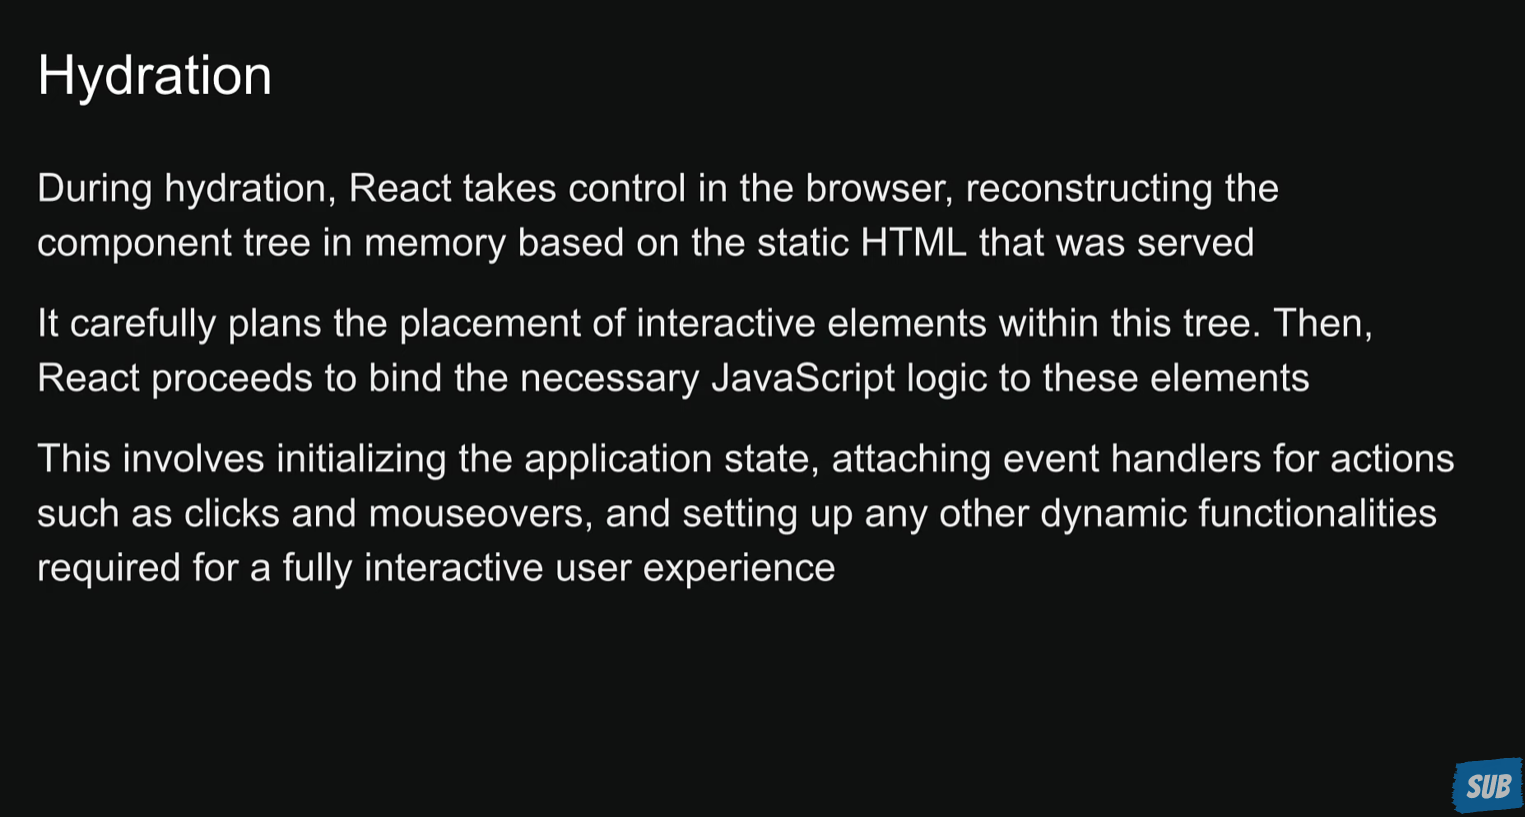 Hydration
During hydration, React takes control in the browser, reconstructing the
component tree in memory based on the static HTML that was served
It carefully plans the placement of interactive elements within this tree. Then,
React proceeds to bind the necessary JavaScript logic to these elements
This involves initializing the application state, attaching event handlers for actions
such as clicks and mouseovers, and setting up any other dynamic functionalities
required for a fully interactive user experience
SUB